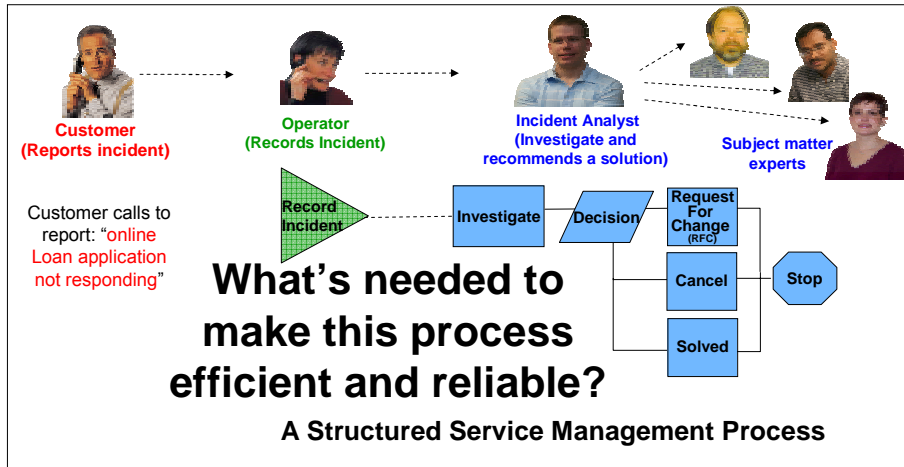 Customer
(Reports incident)
Operator
(Records Incident)
Incident Analyst
(Investigate and
recommends a solution)
Subject matter
experts
Customer calls to
report: “online
Loan application
not responding”
Record
Incident
Investigate
Decision
Request
For
Change
(RFC)
Cancel
Solved
Stop
What’s needed to
make this process
efficient and reliable?
A Structured Service Management Process